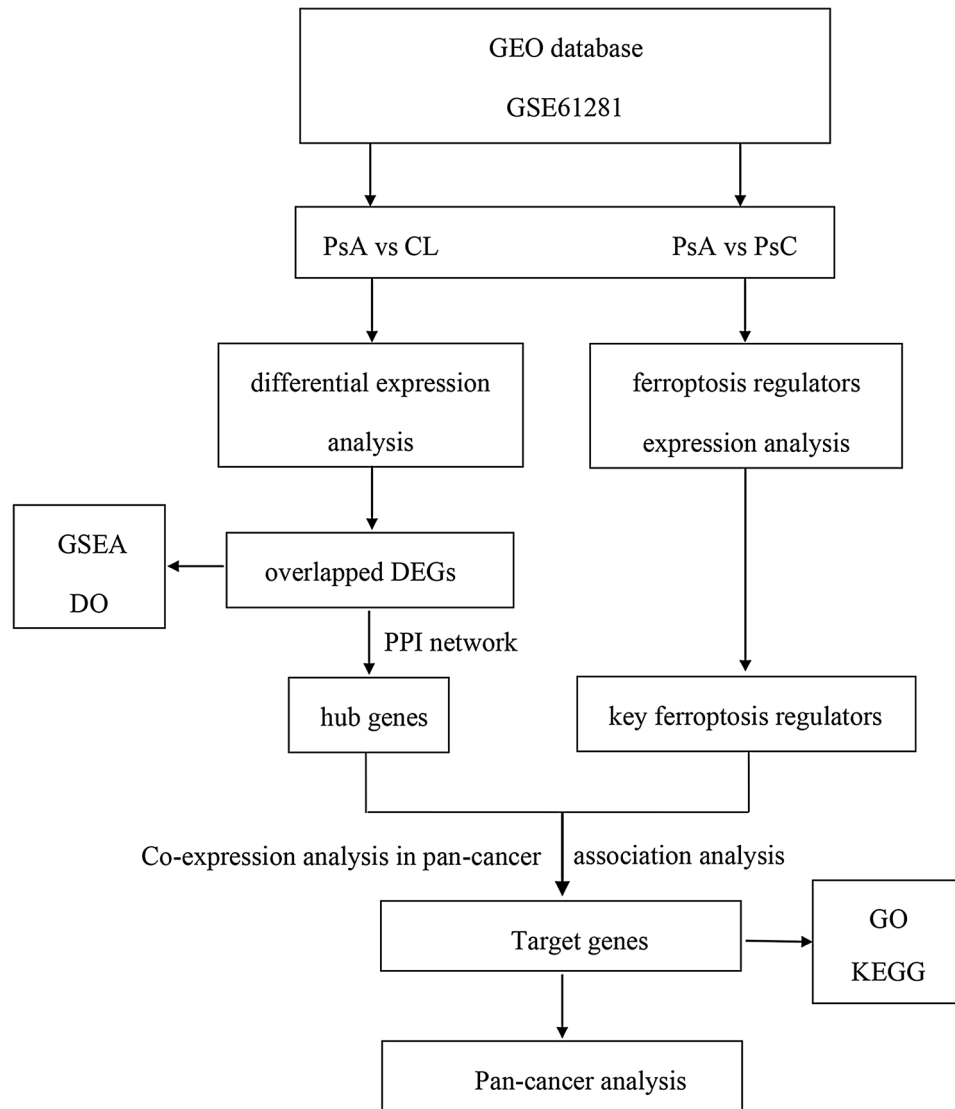 GEO database
GSE61281
PsA vs CL
PsA vs PsC
differential expression
analysis
ferroptosis regulators
expression analysis
GSEA
DO
overlapped DEGs
PPI network
hub genes
key ferroptosis regulators
Co-expression analysis in pan-cancer
association analysis
Target genes
GO
KEGG
Pan-cancer analysis